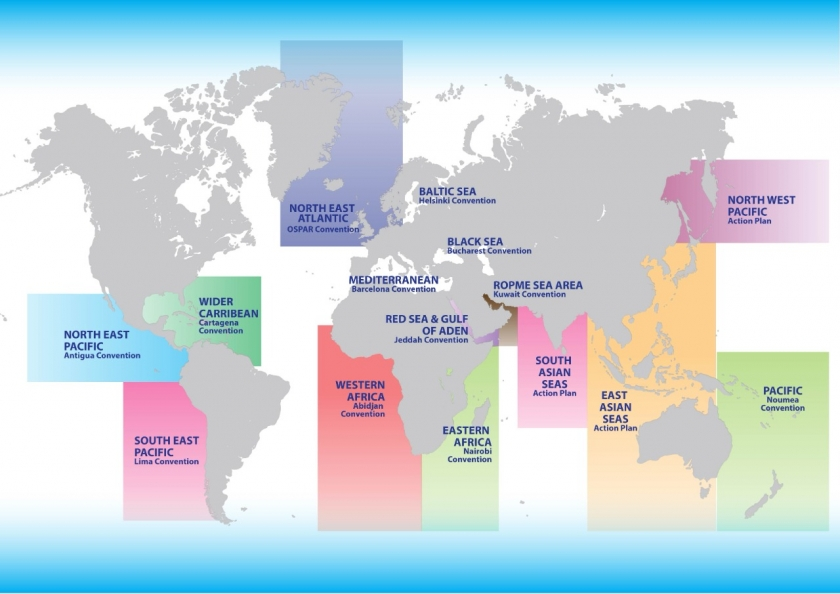 NORTH EAST
ATLANTIC
OSPAR Convention
BALTIC SEA
Helsinki Convention
NORTH WEST
PACIFIC
Action Plan
BLACK SEA
Bucharest Convention
MEDITERRANEAN
Barcelona Convention
ROPME SEA AREA
Kuwait Convention
WIDER
CARRIBEAN
Cartagena
Convention
RED SEA & GULF
OF ADEN
Jeddah Convention
NORTH EAST
PACIFIC
Antigua Convention
SOUTH
ASIAN
SEAS
Action Plan
WESTERN
AFRICA
Abidjan
Convention
EAST
ASIAN
SEAS
Action Plan
PACIFIC
Noumea
Convention
EASTERN
AFRICA
Nairobi
Convention
SOUTH EAST
PACIFIC
Lima Convention